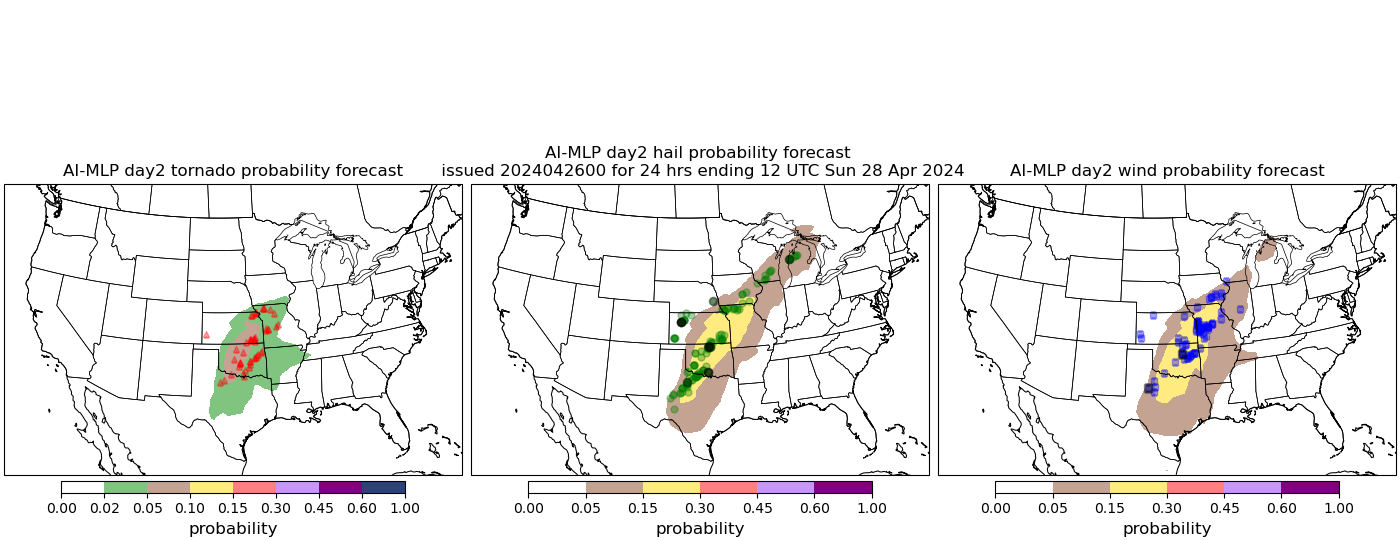 AI-MLP day2 hail probability forecast
AI-MLP day2 tornado probability forecast
issued 2024042600 for 24 hrs ending 12 UTC Sun 28 Apr 2024
AI-MLP day2 wind probability forecast
0.00 0.02 0.05 0.10 0.15 0.30 0.45 0.60 1.00
probability
0.00 0.05 0.15 0.30 0.45 0.60 1.00
probability
0.00 0.05 0.15 0.30 0.45 0.60 1.00
probability